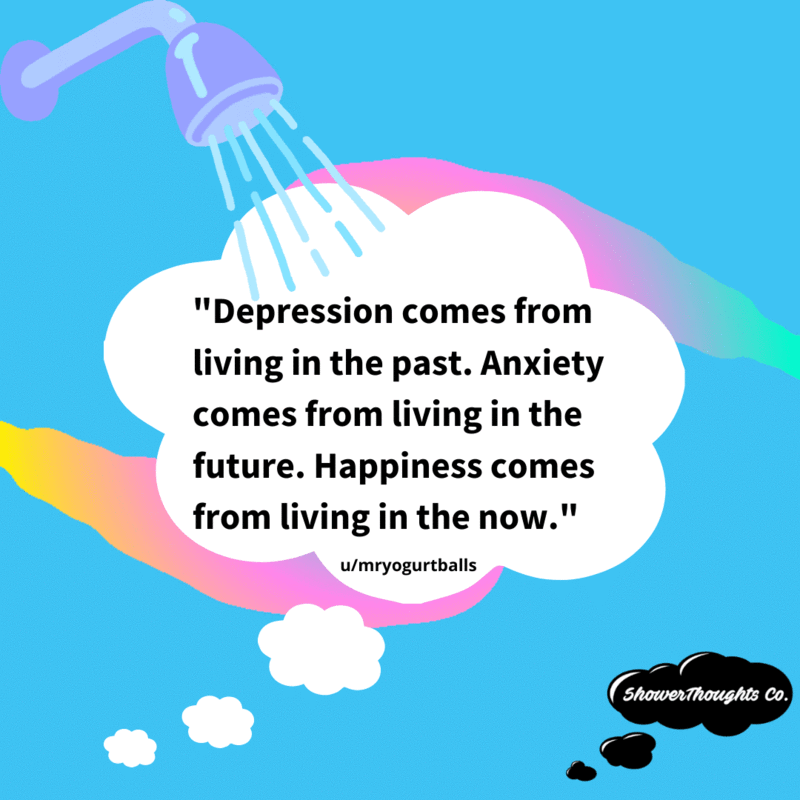 "Depression comes from
living in the past. Anxiety
comes from living in the
future. Happiness comes
from living in the now."
u/mryogurtballs
ShowerThoughts Co.